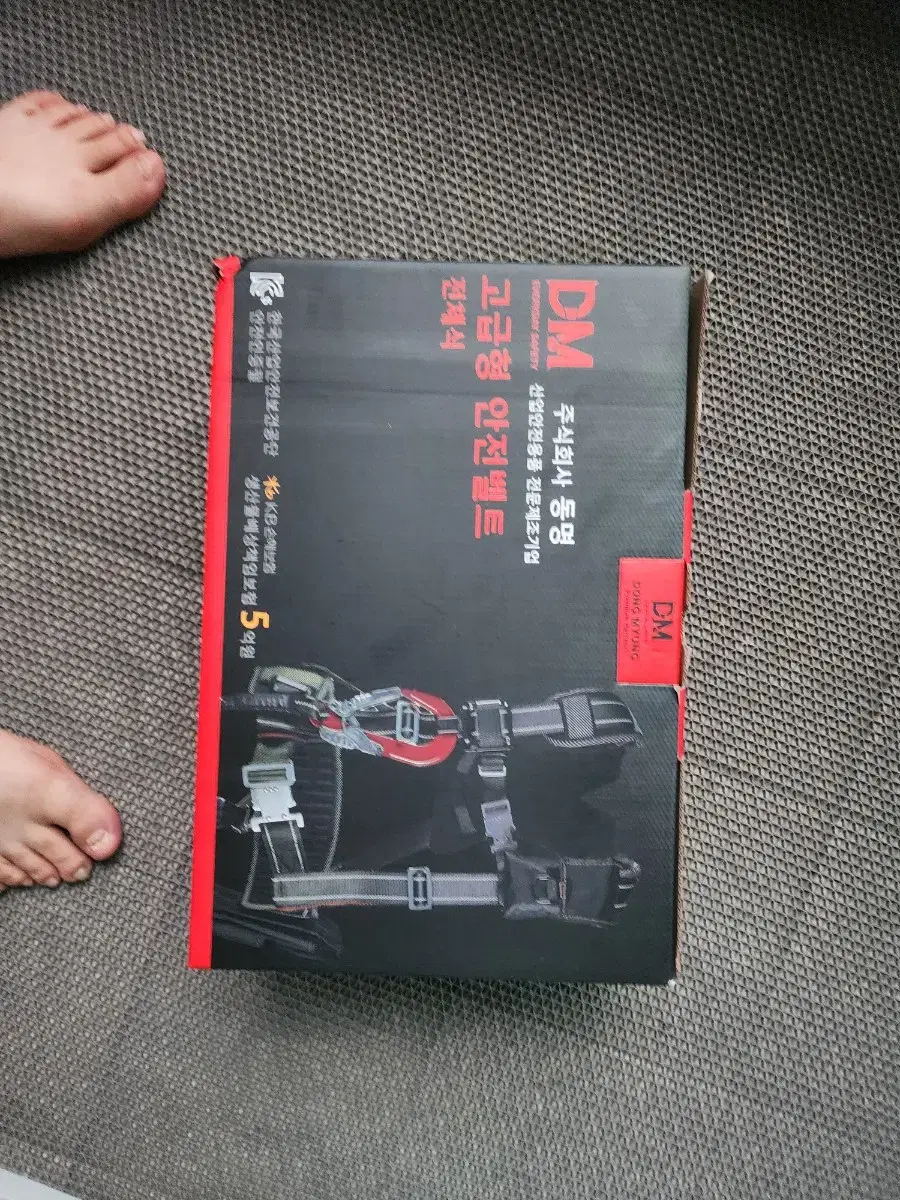 DM
DONGMYUNG SAFETY
주식회사 동명
산업안전용품 전문제조기업
고급형 안전벨트
전체식
한국산업안전보건공단
안전인증필
KB손해보험
생산물배상책임보험 5억원
DM
DONG MYUNG